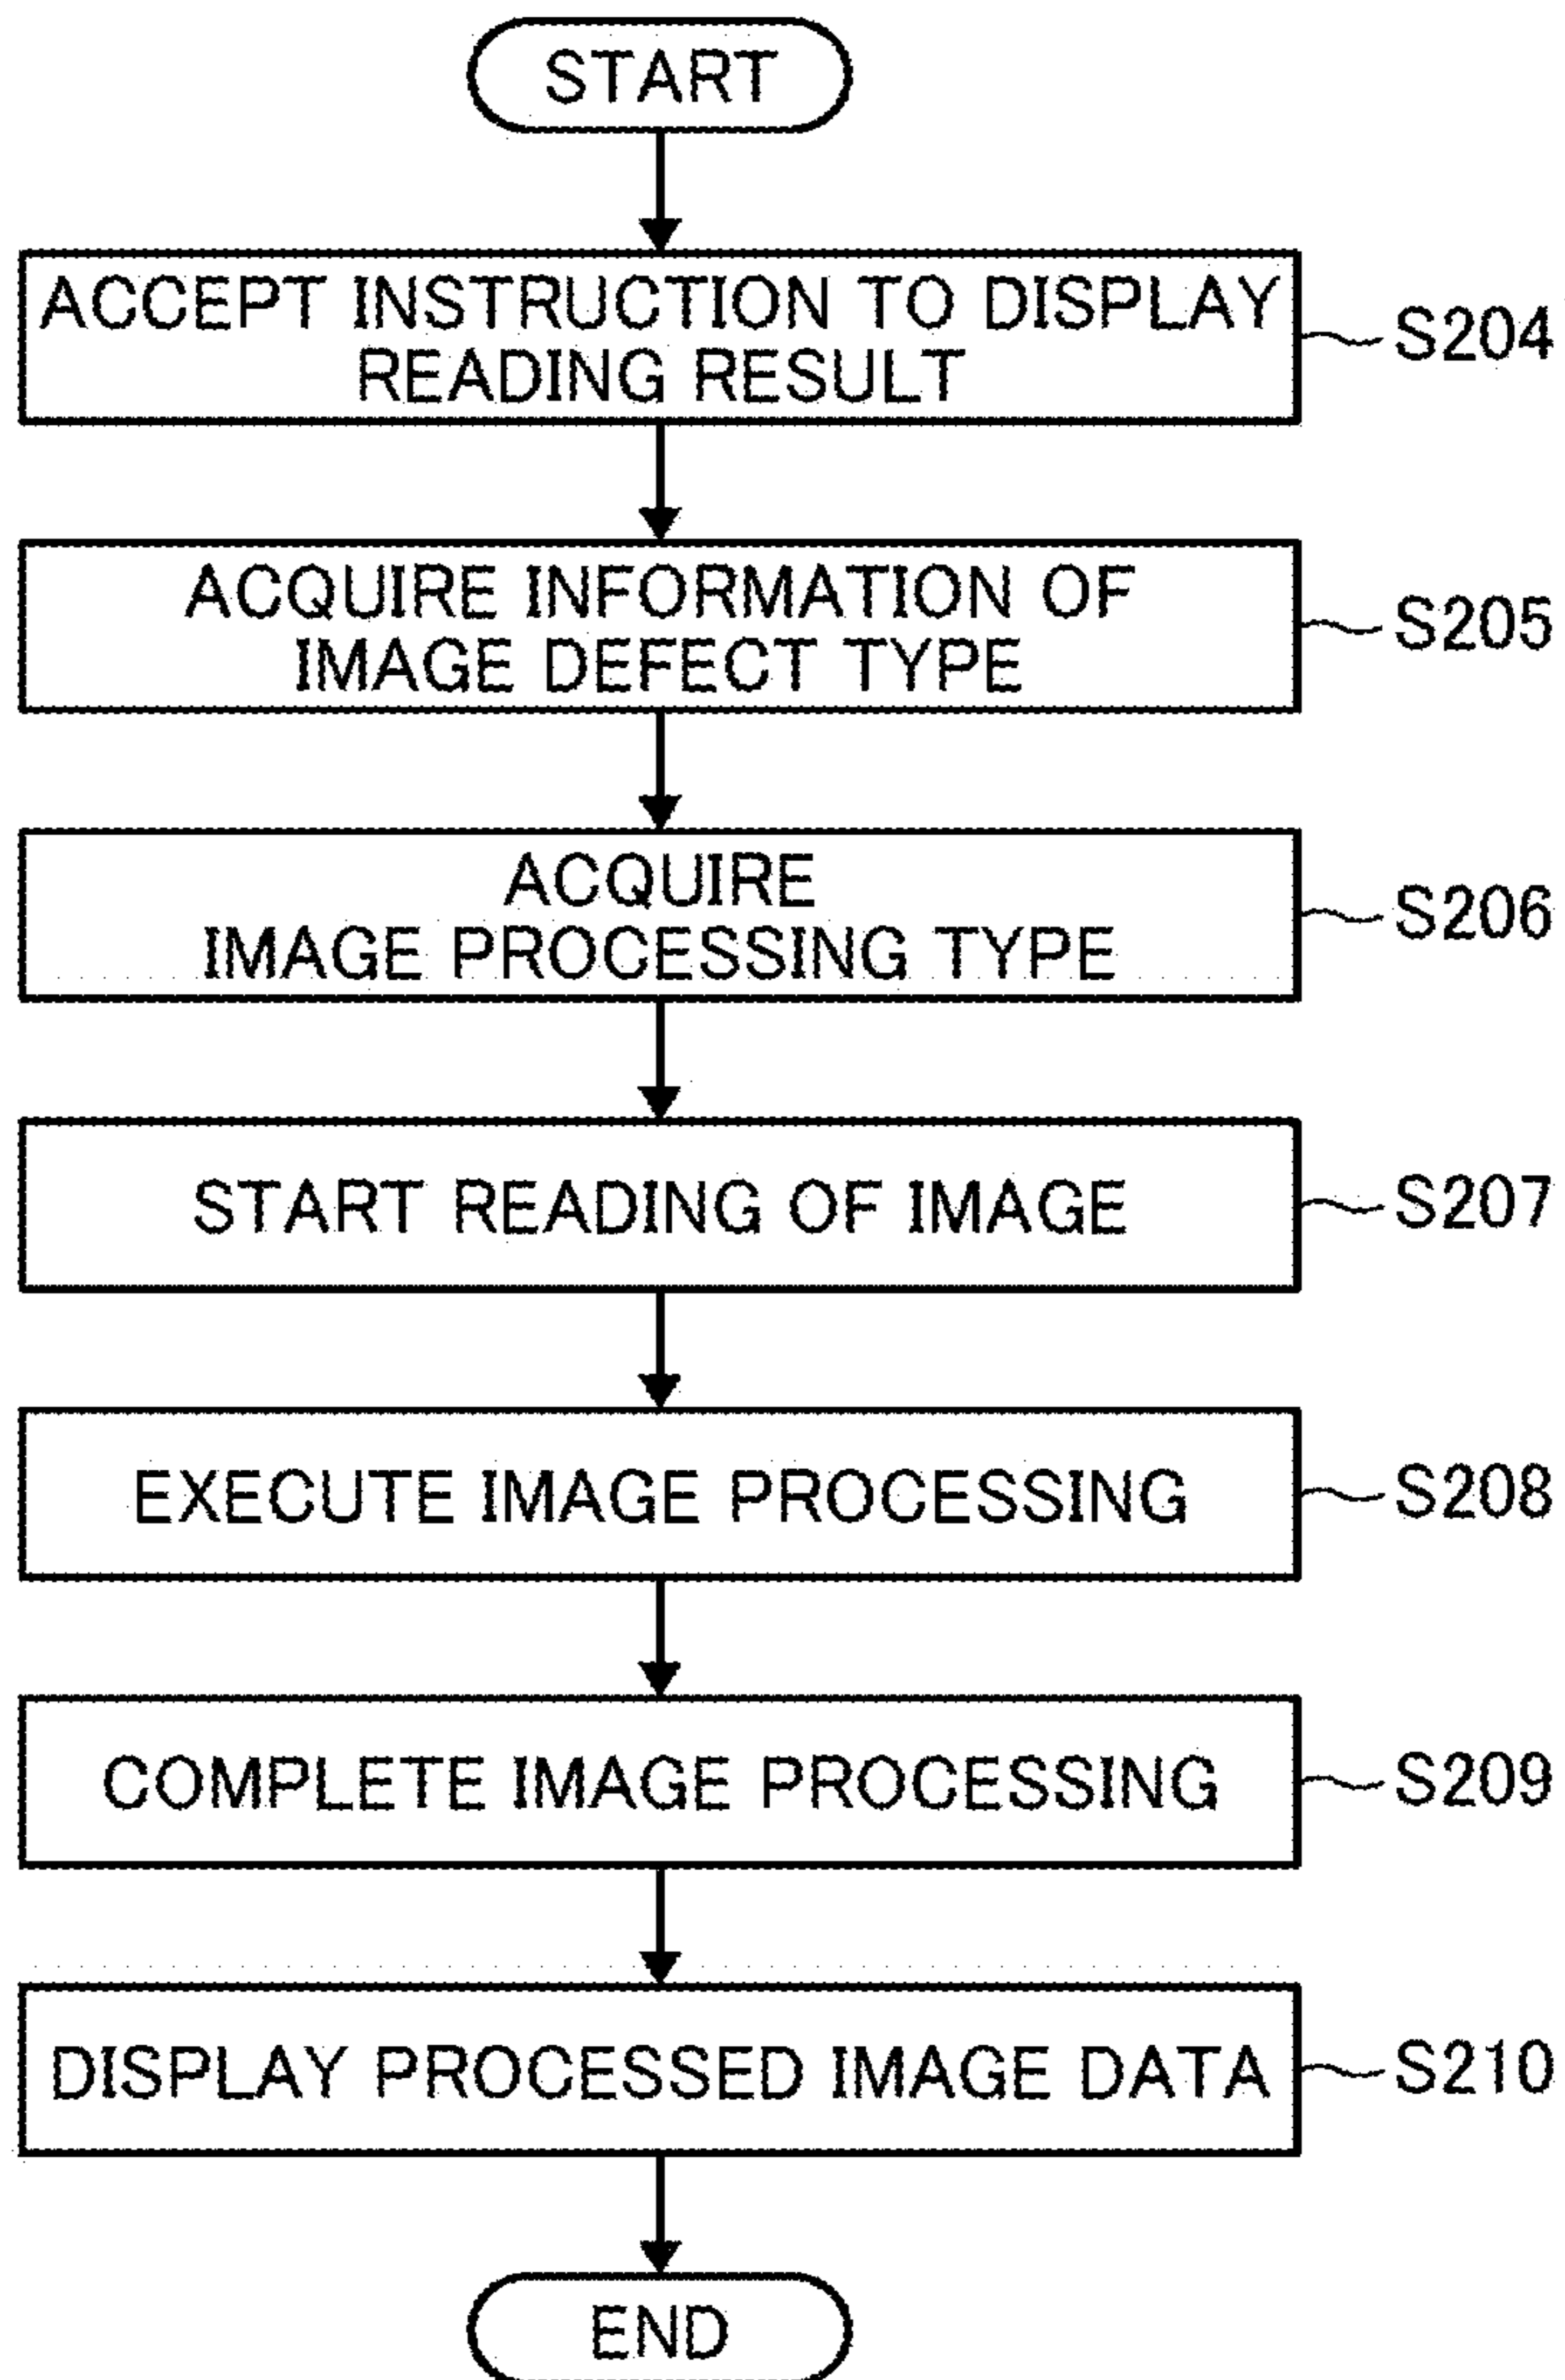 START
ACCEPT INSTRUCTION TO DISPLAY
READING RESULT
S204
ACQUIRE INFORMATION OF
IMAGE DEFECT TYPE
S205
ACQUIRE
IMAGE PROCESSING TYPE
S206
START READING OF IMAGE
S207
EXECUTE IMAGE PROCESSING
S208
COMPLETE IMAGE PROCESSING
S209
DISPLAY PROCESSED IMAGE DATA
S210
END